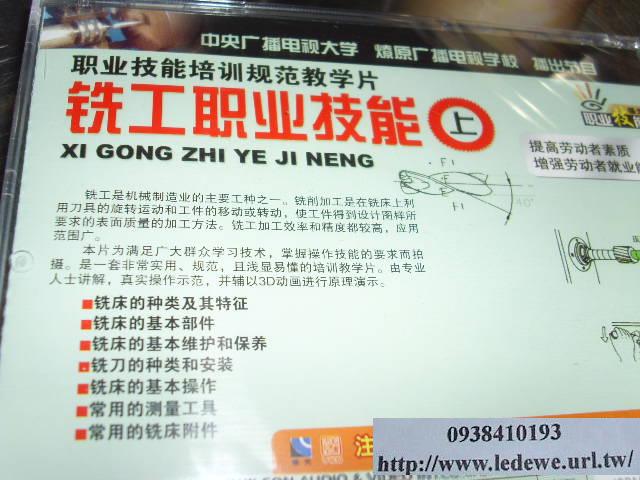 中央广播电视大学 燎原广播电视学校 播出节目
职业技能培训规范教学片
铣工职业技能 上
XI GONG ZHI YE JI NENG
职业技能
提高劳动者素质
增强劳动者就业能
铣工是机械制造业的主要工种之一。铣削加工是在铣床上利
用刀具的旋转运动和工件的移动或转动，使工件得到设计图样所
要求的表面质量的加工方法。铣工加工效率和精度都较高，应用
范围广。
本片为满足广大群众学习技术，掌握操作技能的要求而拍
摄。是一套非常实用、规范，且浅显易懂的培训教学片。由专业
人士讲解，真实操作示范，并辅以3D动画进行原理演示。
F1
F1
40°
■铣床的种类及其特征
■铣床的基本部件
■铣床的基本维护和保养
■铣刀的种类和安装
■铣床的基本操作
■常用的测量工具
■常用的铣床附件
注
0938410193
http://www.ledewe.url.tw/